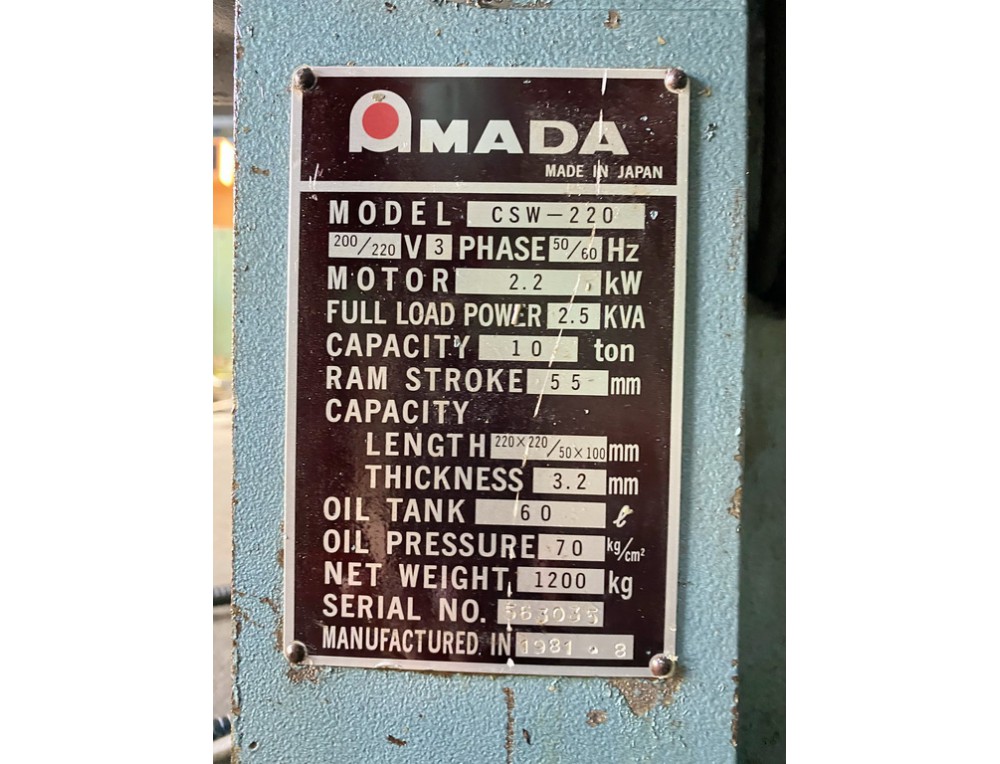 AMADA
MADE IN JAPAN
MODEL CSW-220
200/220 V 3 PHASE 50/60 Hz
MOTOR 2.2 kW
FULL LOAD POWER 2.5 KVA
CAPACITY 10 ton
RAM STROKE 55 mm
CAPACITY
LENGTH 220×220/50×100 mm
THICKNESS 3.2 mm
OIL TANK 60 ℓ
OIL PRESSURE 70 kg/cm²
NET WEIGHT 1200 kg
SERIAL NO. 563035
MANUFACTURED IN 1981.8